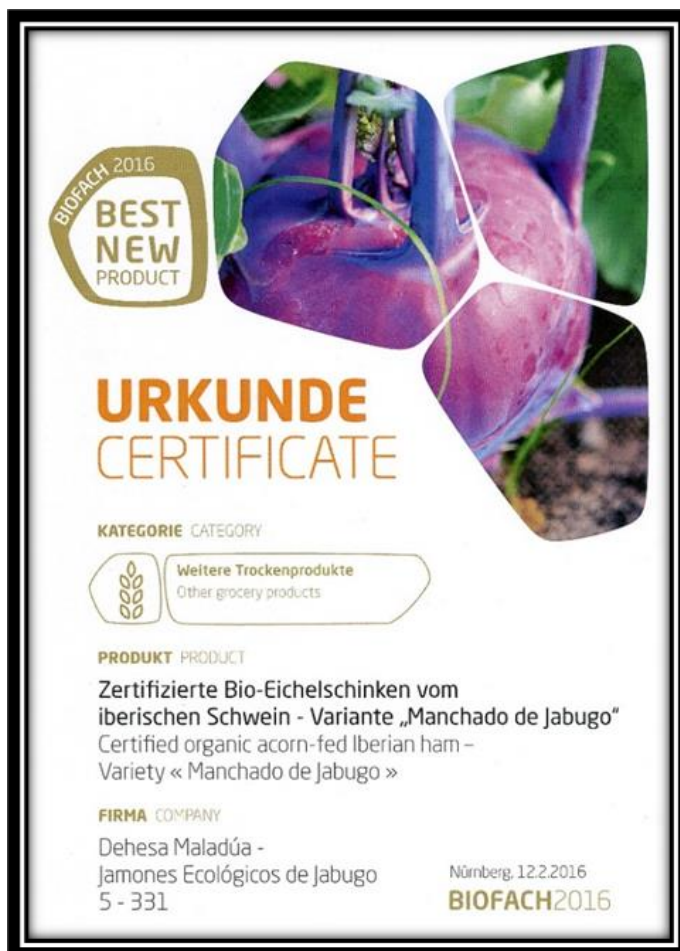 BIOFACH 2016
BEST
NEW
PRODUCT
URKUNDE
CERTIFICATE
KATEGORIE CATEGORY
Weitere Trockenprodukte
Other grocery products
PRODUKT PRODUCT
Zertifizierte Bio-Eichelschinken vom
iberischen Schwein - Variante „Manchado de Jabugo“
Certified organic acorn-fed Iberian ham –
Variety « Manchado de Jabugo »
FIRMA COMPANY
Dehesa Maladúa -
Jamones Ecológicos de Jabugo
5 - 331
Nürnberg, 12.2.2016
BIOFACH2016